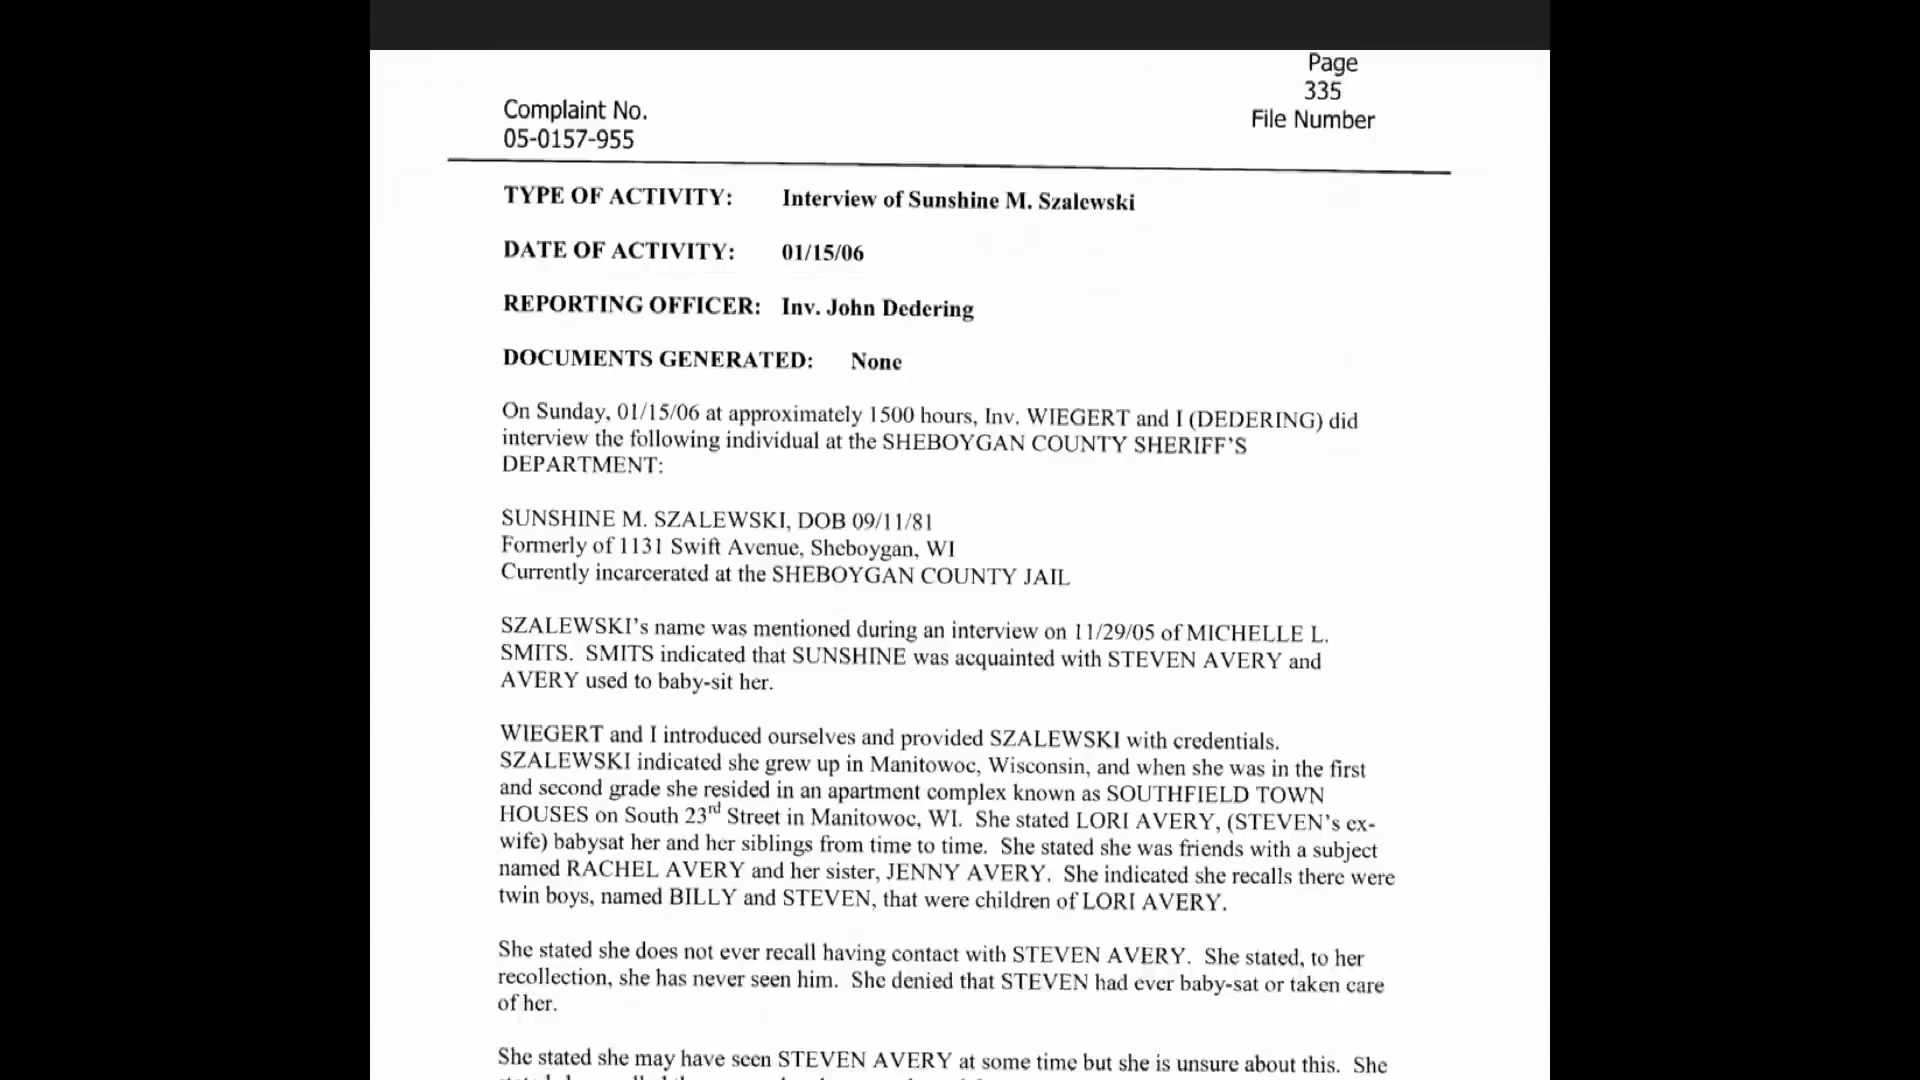 Page
335
File Number
Complaint No.
05-0157-955
TYPE OF ACTIVITY: Interview of Sunshine M. Szalewski
DATE OF ACTIVITY: 01/15/06
REPORTING OFFICER: Inv. John Dedering
DOCUMENTS GENERATED: None
On Sunday, 01/15/06 at approximately 1500 hours, Inv. WIEGERT and I (DEDERING) did
interview the following individual at the SHEBOYGAN COUNTY SHERIFF'S
DEPARTMENT:
SUNSHINE M. SZALEWSKI, DOB 09/11/81
Formerly of 1131 Swift Avenue, Sheboygan, WI
Currently incarcerated at the SHEBOYGAN COUNTY JAIL
SZALEWSKI's name was mentioned during an interview on 11/29/05 of MICHELLE L.
SMITS. SMITS indicated that SUNSHINE was acquainted with STEVEN AVERY and
AVERY used to baby-sit her.
WIEGERT and I introduced ourselves and provided SZALEWSKI with credentials.
SZALEWSKI indicated she grew up in Manitowoc, Wisconsin, and when she was in the first
and second grade she resided in an apartment complex known as SOUTHFIELD TOWN
HOUSES on South 23rd Street in Manitowoc, WI. She stated LORI AVERY, (STEVEN's ex-
wife) babysat her and her siblings from time to time. She stated she was friends with a subject
named RACHEL AVERY and her sister, JENNY AVERY. She indicated she recalls there were
twin boys, named BILLY and STEVEN, that were children of LORI AVERY.
She stated she does not ever recall having contact with STEVEN AVERY. She stated, to her
recollection, she has never seen him. She denied that STEVEN had ever baby-sat or taken care
of her.
She stated she may have seen STEVEN AVERY at some time but she is unsure about this. She